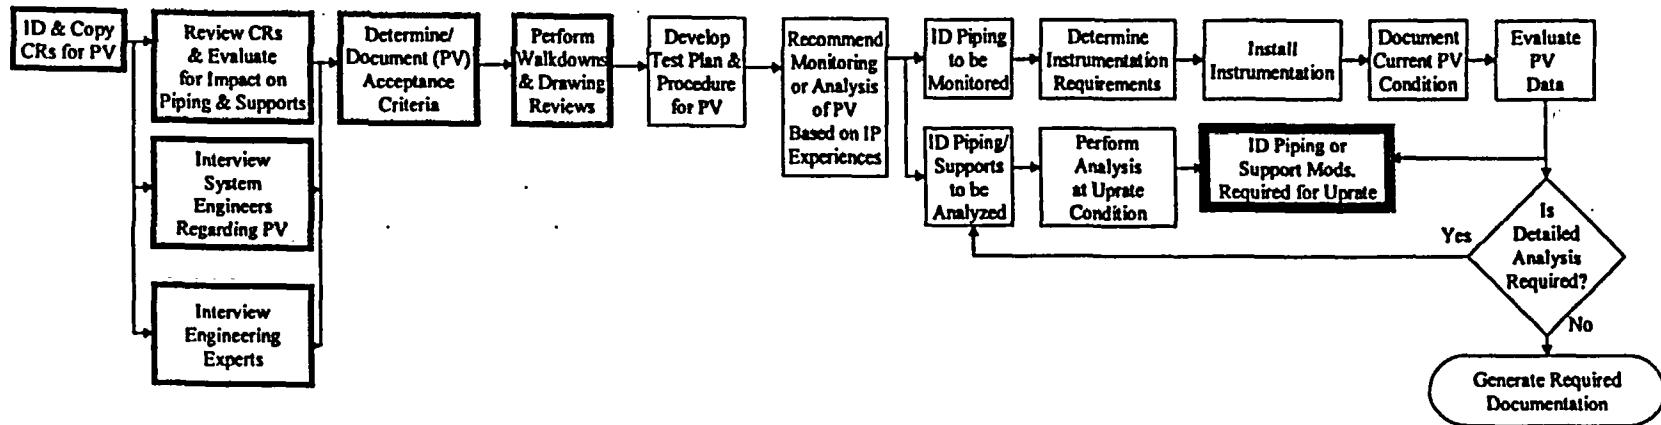 ID & Copy
CRs for PV
Review CRs
& Evaluate
for Impact on
Piping & Supports
Interview
System
Engineers
Regarding PV
Interview
Engineering
Experts
Determine/
Document (PV)
Acceptance
Criteria
Perform
Walkdowns
& Drawing
Reviews
Develop
Test Plan &
Procedure
for PV
Recommend
Monitoring
or Analysis
of PV
Based on IP
Experiences
ID Piping
to be
Monitored
Determine
Instrumentation
Requirements
Install
Instrumentation
Document
Current PV
Condition
Evaluate
PV
Data
ID Piping/
Supports
to be
Analyzed
Perform
Analysis
at Uprate
Condition
ID Piping or
Support Mods.
Required for Uprate
Is
Detailed
Analysis
Required?
Yes
No
Generate Required
Documentation